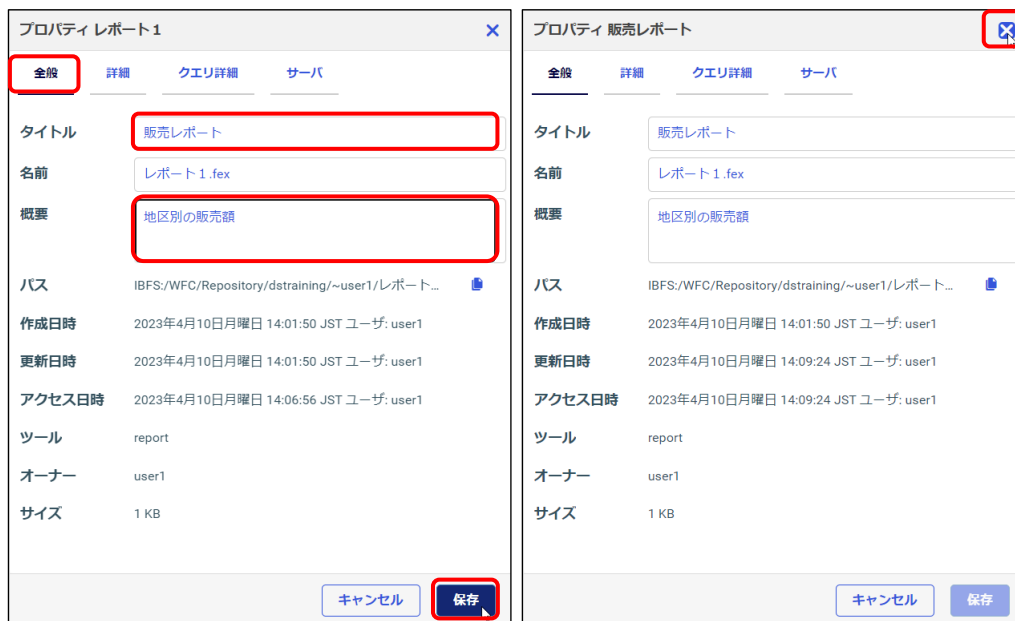 プロパティ レポート1
全般 詳細 クエリ詳細 サーバ
タイトル 販売レポート
名前 レポート1.fex
概要 地区別の販売額
パス IBFS:/WFC/Repository/dstraining/~user1/レポート...
作成日時 2023年4月10日月曜日 14:01:50 JST ユーザ: user1
更新日時 2023年4月10日月曜日 14:01:50 JST ユーザ: user1
アクセス日時 2023年4月10日月曜日 14:06:56 JST ユーザ: user1
ツール report
オーナー user1
サイズ 1 KB
キャンセル 保存
プロパティ 販売レポート
全般 詳細 クエリ詳細 サーバ
タイトル 販売レポート
名前 レポート1.fex
概要 地区別の販売額
パス IBFS:/WFC/Repository/dstraining/~user1/レポート...
作成日時 2023年4月10日月曜日 14:01:50 JST ユーザ: user1
更新日時 2023年4月10日月曜日 14:09:24 JST ユーザ: user1
アクセス日時 2023年4月10日月曜日 14:09:24 JST ユーザ: user1
ツール report
オーナー user1
サイズ 1 KB
キャンセル 保存